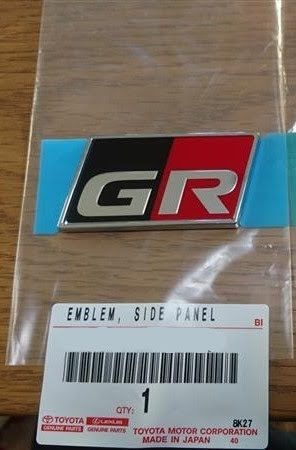 GR
EMBLEM, SIDE PANEL
BI
QTY: 1
8K27
TOYOTA LEXUS TOYOTA MOTOR CORPORATION
GENUINE PARTS GENUINE PARTS MADE IN JAPAN 40